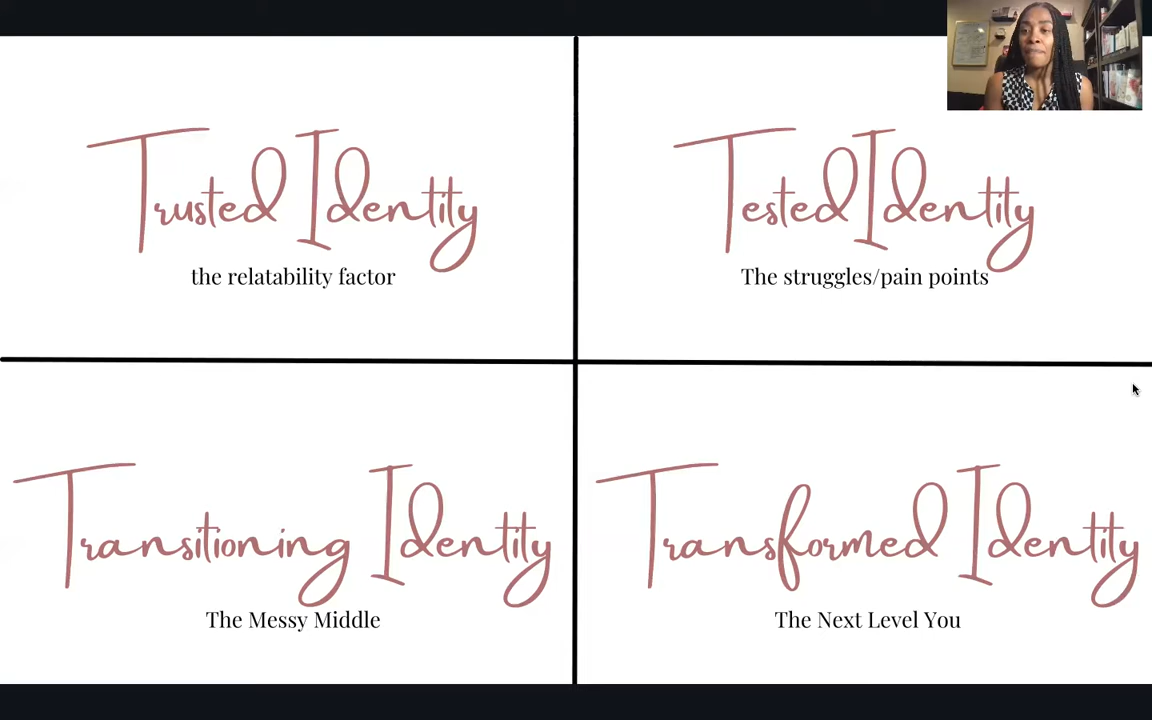 Trusted Identity
the relatability factor
Tested Identity
The struggles/pain points
Transitioning Identity
The Messy Middle
Transformed Identity
The Next Level You